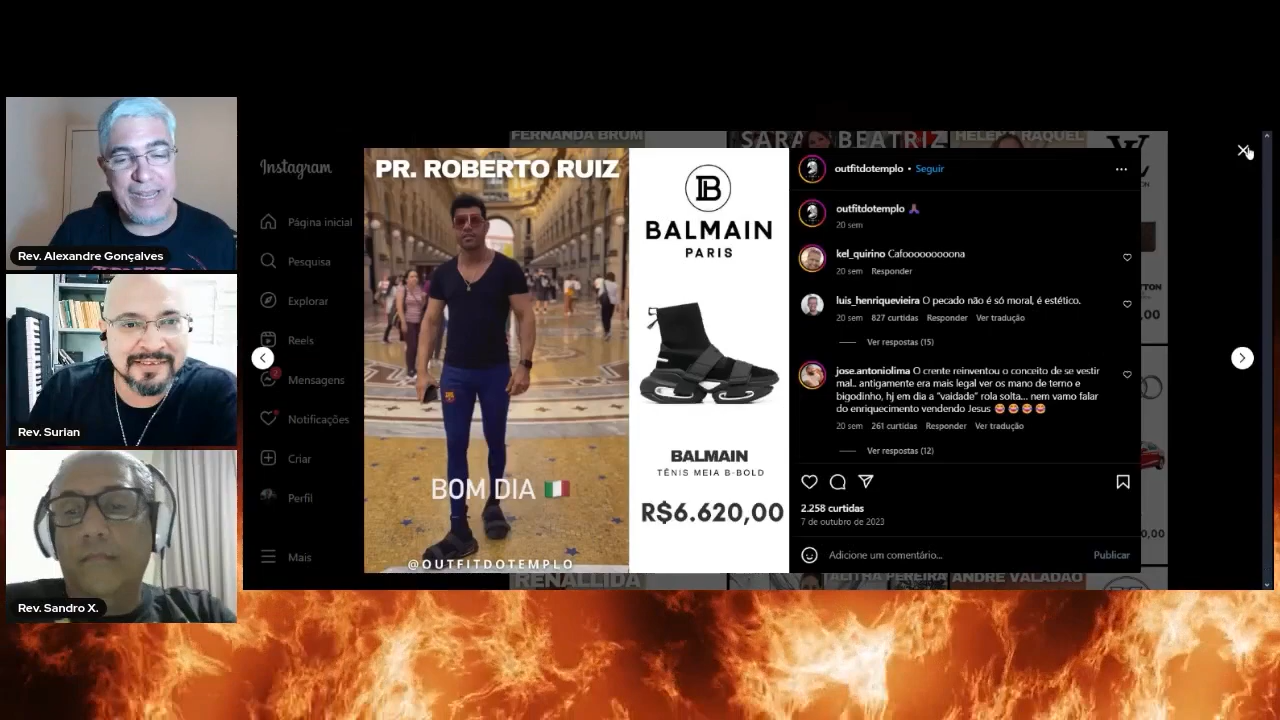 Rev. Alexandre Gonçalves
Rev. Surian
Rev. Sandro X.
FERNANDA BRUM
SARA BEATRIZ
HELENA RAQUEL
Instagram
Página inicial
Pesquisa
Explorar
Reels
2
Mensagens
Notificações
Criar
Perfil
Mais
PR. ROBERTO RUIZ
BOM DIA
@OUTFITDOTEMPLO
B
BALMAIN
PARIS
BALMAIN
TÊNIS MEIA B-BOLD
R$6.620,00
outfitdotemplo • Seguir
outfitdotemplo
20 sem
kel_quirino Cafooooooooona
20 sem Responder
luis_henriquevieira O pecado não é só moral, é estético.
20 sem 827 curtidas Responder Ver tradução
Ver respostas (15)
jose.antoniolima O crente reinventou o conceito de se vestir
mal.. antigamente era mais legal ver os mano de terno e
bigodinho, hj em dia a "vaidade" rola solta... nem vamo falar
do enriquecimento vendendo Jesus
20 sem 261 curtidas Responder Ver tradução
Ver respostas (12)
2.258 curtidas
7 de outubro de 2023
Adicione um comentário...
Publicar
RENALLIDA
TALITHA PEREIRA
ANDRÉ VALADÃO